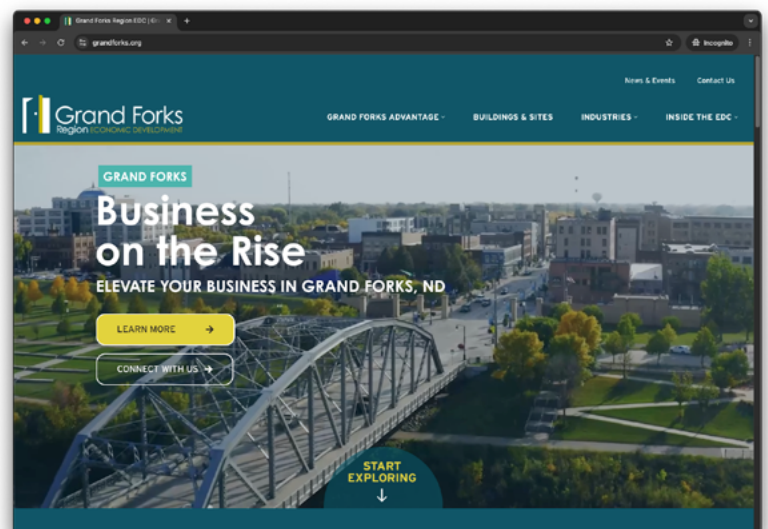 Grand Forks Region EDC | Gr
grandforks.org
Incognito
News & Events
Contact Us
Grand Forks
Region ECONOMIC DEVELOPMENT
GRAND FORKS ADVANTAGE
BUILDINGS & SITES
INDUSTRIES
INSIDE THE EDC
GRAND FORKS
Business
on the Rise
ELEVATE YOUR BUSINESS IN GRAND FORKS, ND
LEARN MORE
CONNECT WITH US
START
EXPLORING